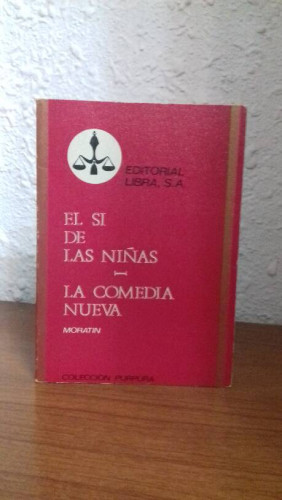 EDITORIAL
LIBRA, S.A.
EL SI
DE
LAS NIÑAS
LA COMEDIA
NUEVA
MORATIN
COLECCION PURPURA